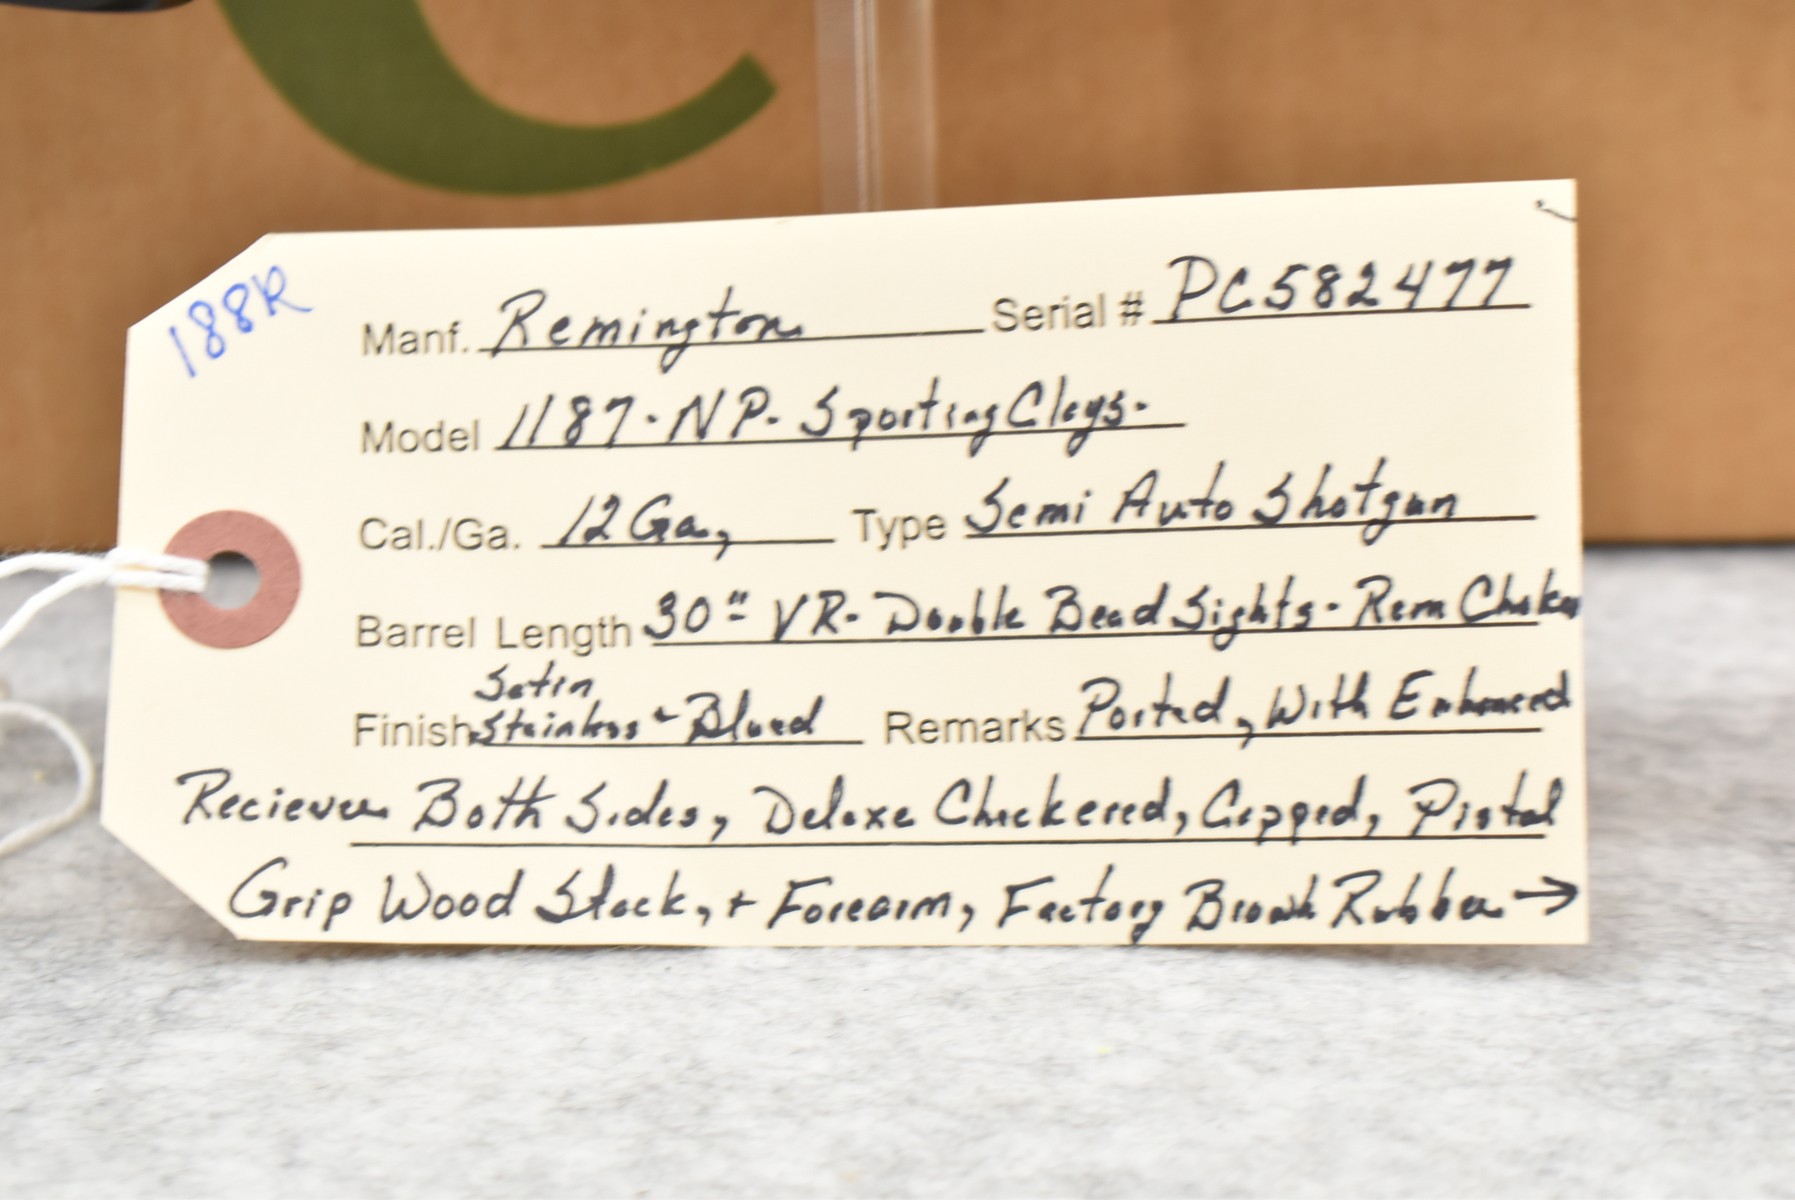 188R
Manf. Remington Serial # PC582477
Model 1187-NP- Sporting Clays-
Cal./Ga. 12 Ga, Type Semi Auto Shotgun
Barrel Length 30" VR- Double Bead Sights- Rem Chokes
Satin
Finish Stainless & Blued Remarks Ported, With Enhanced
Reciever Both Sides, Deluxe Checkered, Capped, Pistol
Grip Wood Stock, + Forearm, Factory Brown Rubber →